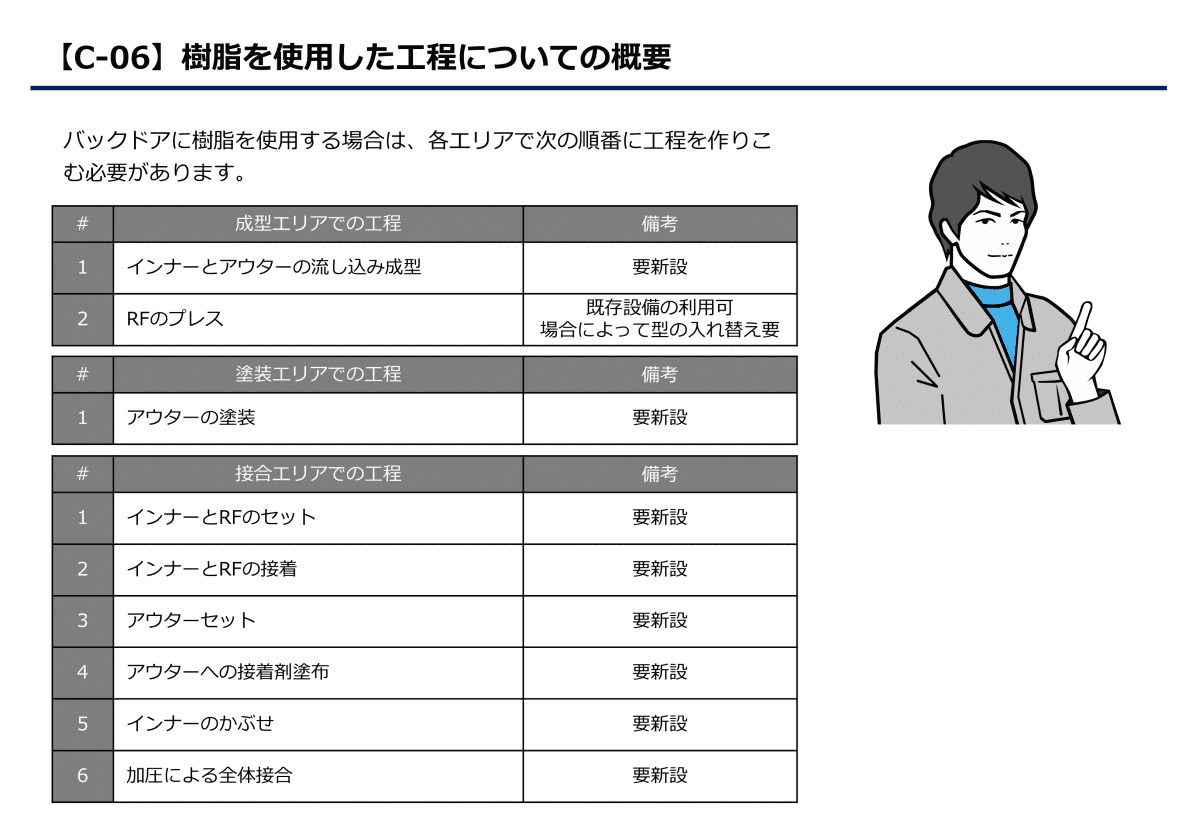 【C-06】樹脂を使用した工程についての概要
バックドアに樹脂を使用する場合は、各エリアで次の順番に工程を作りこ
む必要があります。
# 成型エリアでの工程 備考
1 インナーとアウターの流し込み成型 要新設
2 RFのプレス 既存設備の利用可
場合によって型の入れ替え要
# 塗装エリアでの工程 備考
1 アウターの塗装 要新設
# 接合エリアでの工程 備考
1 インナーとRFのセット 要新設
2 インナーとRFの接着 要新設
3 アウターセット 要新設
4 アウターへの接着剤塗布 要新設
5 インナーのかぶせ 要新設
6 加圧による全体接合 要新設